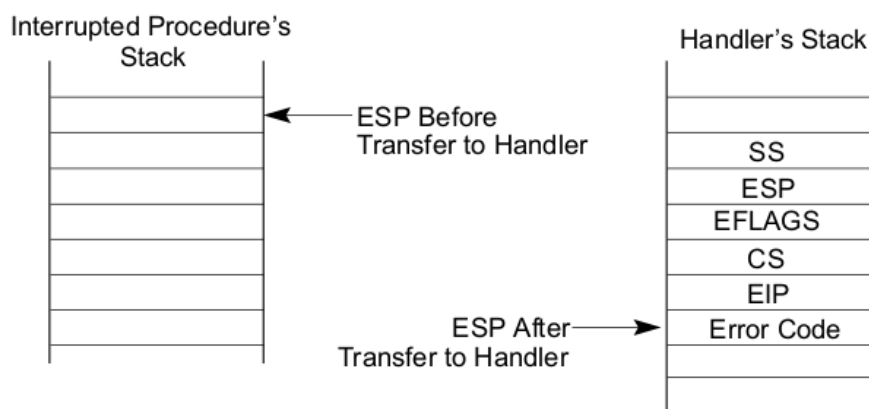 Interrupted Procedure's
Stack
Handler's Stack
ESP Before
Transfer to Handler
SS
ESP
EFLAGS
CS
EIP
ESP After
Transfer to Handler
Error Code